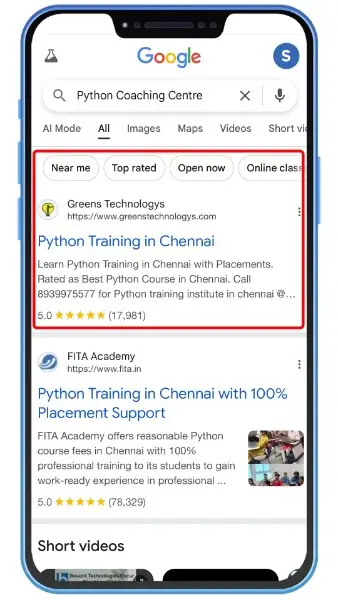 Google
S
Python Coaching Centre
AI Mode All Images Maps Videos Short
Near me Top rated Open now Online
Greens Technologys
https://www.greenstechnologys.com
Python Training in Chennai
Learn Python Training in Chennai with Placements.
Rated as Best Python Course in Chennai. Call
8939975577 for Python training institute in chennai @...
5.0 (17,981)
FITA Academy
https://www.fita.in
Python Training in Chennai with 100%
Placement Support
FITA Academy offers reasonable Python
course fees in Chennai with 100%
professional training to its students to gain
work-ready experience in professional ...
5.0 (78,329)
Short videos